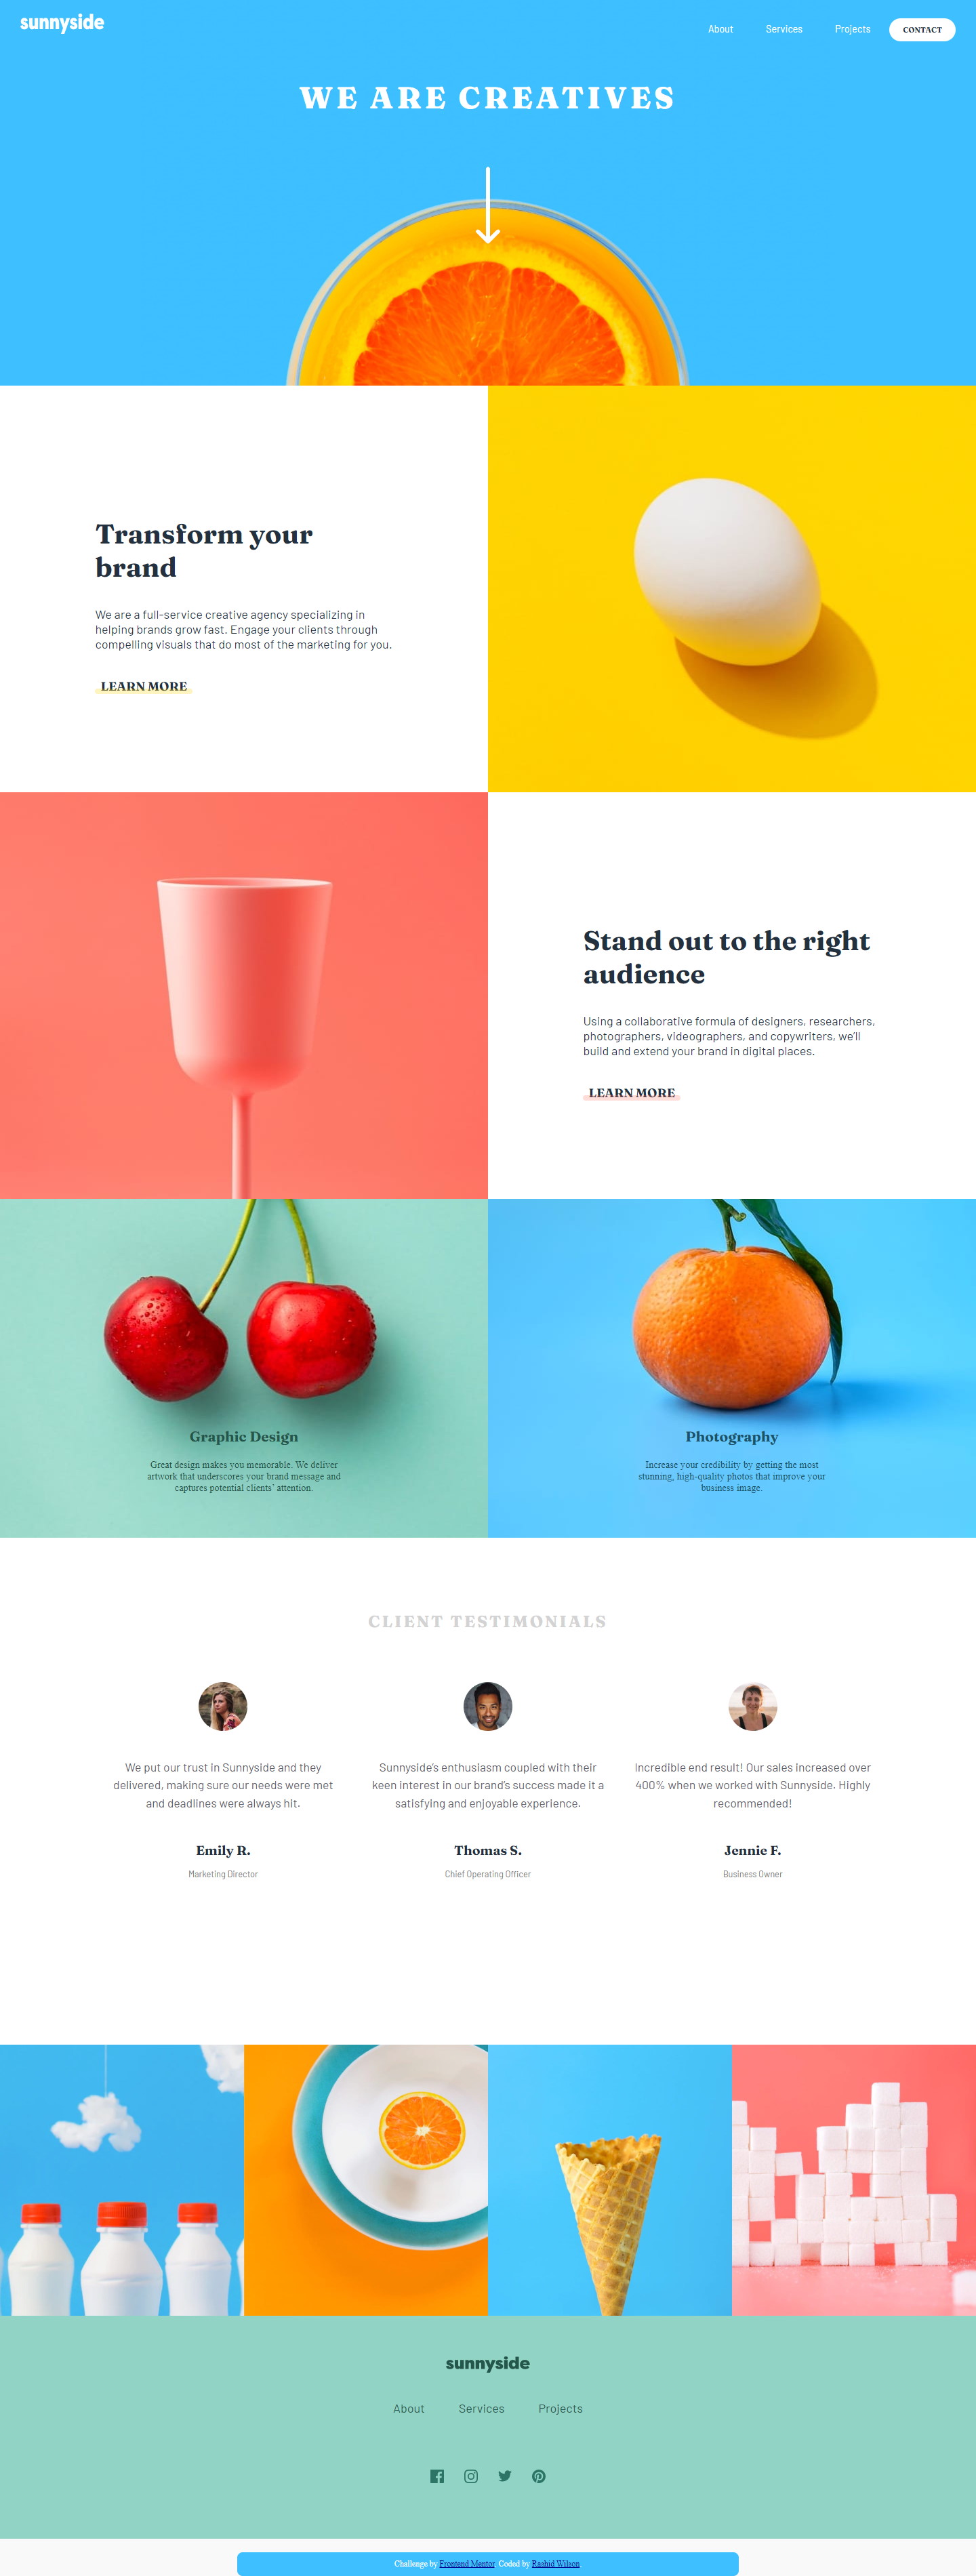 sunnyside
About Services Projects CONTACT
WE ARE CREATIVES
Transform your
brand
We are a full-service creative agency specializing in
helping brands grow fast. Engage your clients through
compelling visuals that do most of the marketing for you.
LEARN MORE
Stand out to the right
audience
Using a collaborative formula of designers, researchers,
photographers, videographers, and copywriters, we'll
build and extend your brand in digital places.
LEARN MORE
Graphic Design
Great design makes you memorable. We deliver
artwork that underscores your brand message and
captures potential clients' attention.
Photography
Increase your credibility by getting the most
stunning, high-quality photos that improve your
business image.
CLIENT TESTIMONIALS
We put our trust in Sunnyside and they
delivered, making sure our needs were met
and deadlines were always hit.
Emily R.
Marketing Director
Sunnyside's enthusiasm coupled with their
keen interest in our brand's success made it a
satisfying and enjoyable experience.
Thomas S.
Chief Operating Officer
Incredible end result! Our sales increased over
400% when we worked with Sunnyside. Highly
recommended!
Jennie F.
Business Owner
sunnyside
About Services Projects
Challenge by Frontend Mentor. Coded by Rashid Wilson.